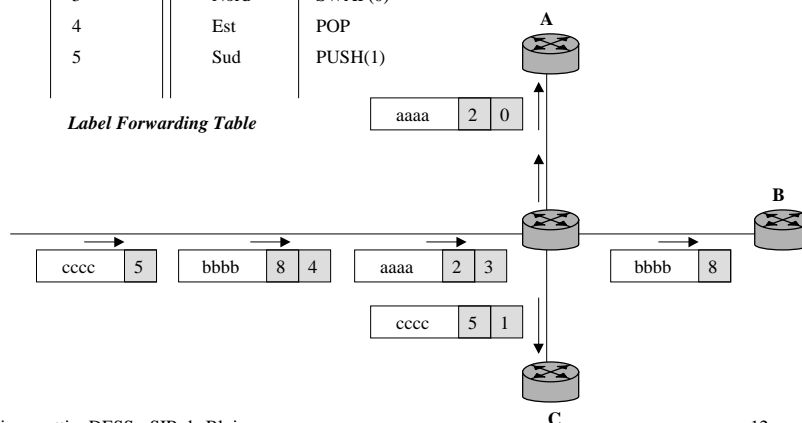 4 Est POP
5 Sud PUSH(1)
Label Forwarding Table
A
aaaa 2 0
B
cccc 5
bbbb 8 4
aaaa 2 3
bbbb 8
cccc 5 1
C